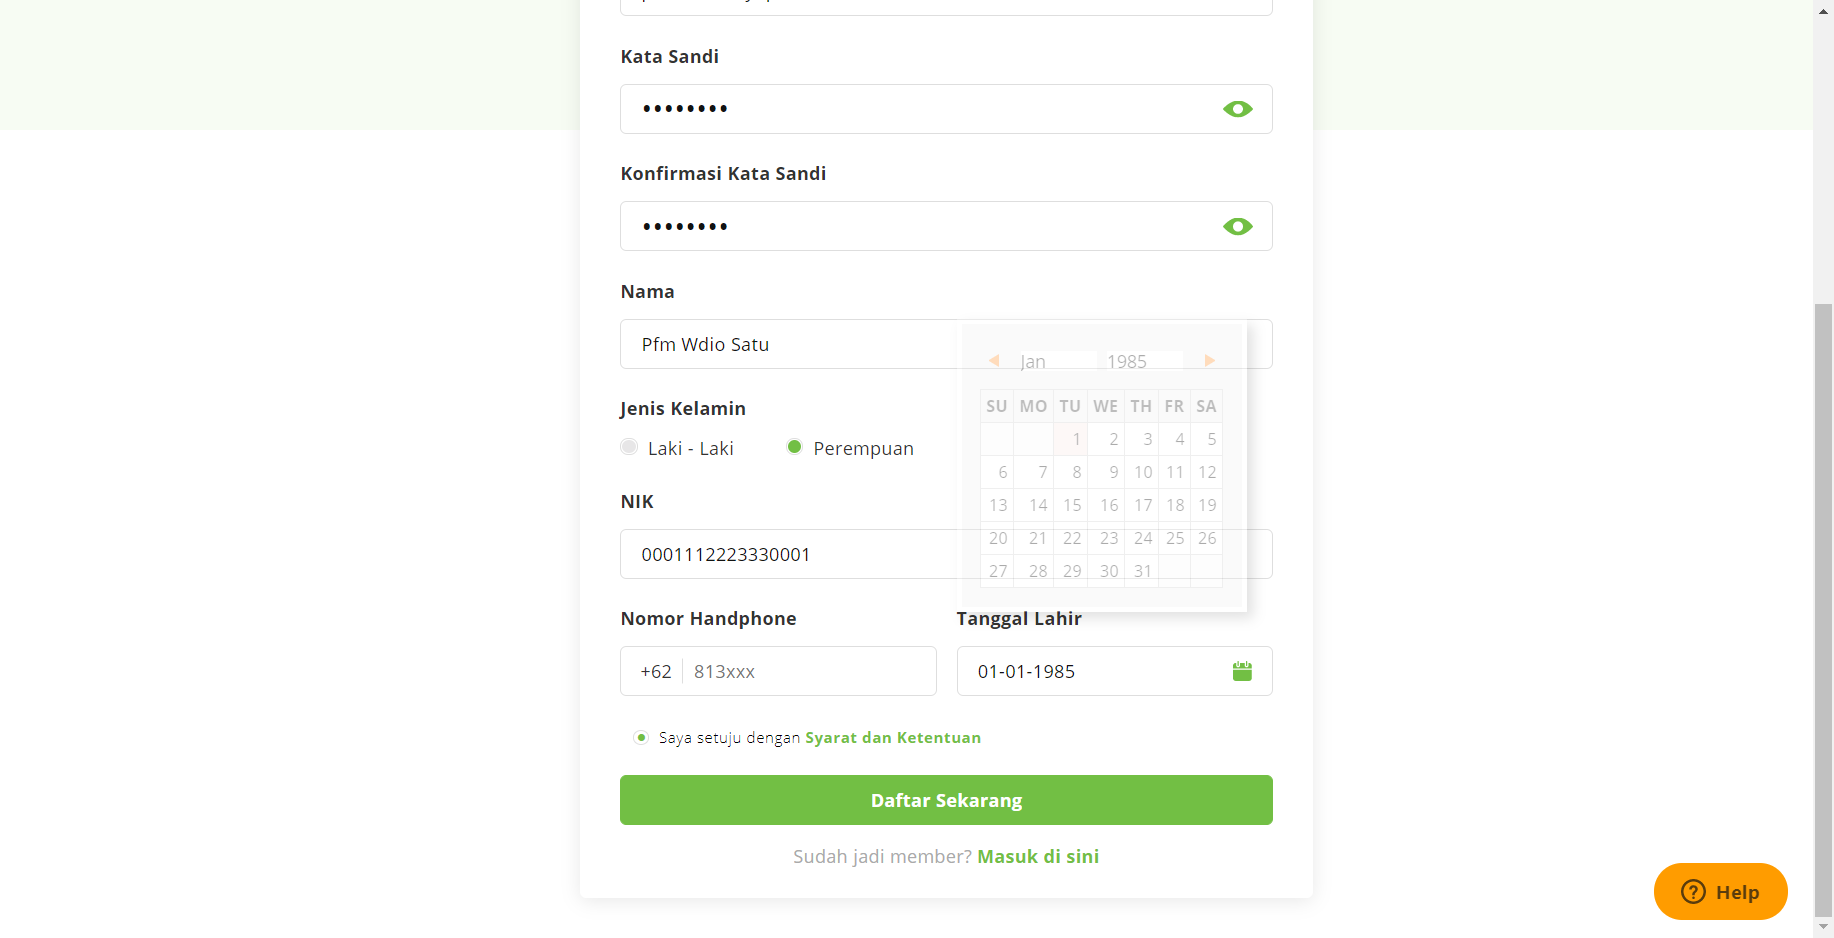 Kata Sandi
••••••••
Konfirmasi Kata Sandi
••••••••
Nama
Pfm Wdio Satu
Jenis Kelamin
Laki - Laki Perempuan
NIK
0001112223330001
Jan 1985
SU MO TU WE TH FR SA
1 2 3 4 5
6 7 8 9 10 11 12
13 14 15 16 17 18 19
20 21 22 23 24 25 26
27 28 29 30 31
Nomor Handphone
+62 813xxx
Tanggal Lahir
01-01-1985
Saya setuju dengan Syarat dan Ketentuan
Daftar Sekarang
Sudah jadi member? Masuk di sini
Help